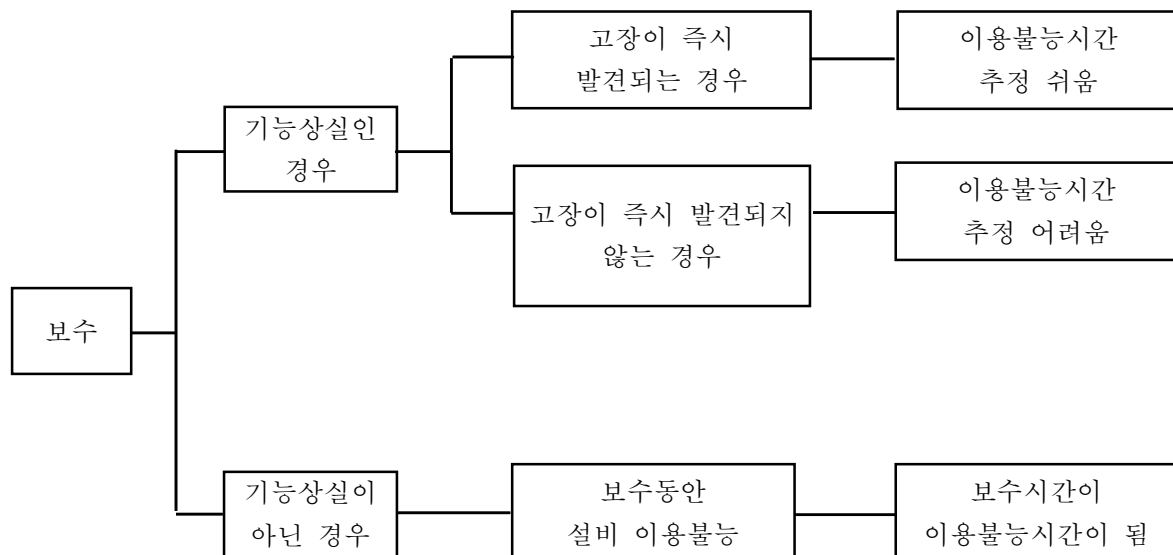 고장이 즉시
발견되는 경우
이용불능시간
추정 쉬움
기능상실인
경우
고장이 즉시 발견되지
않는 경우
이용불능시간
추정 어려움
보수
기능상실이
아닌 경우
보수동안
설비 이용불능
보수시간이
이용불능시간이 됨